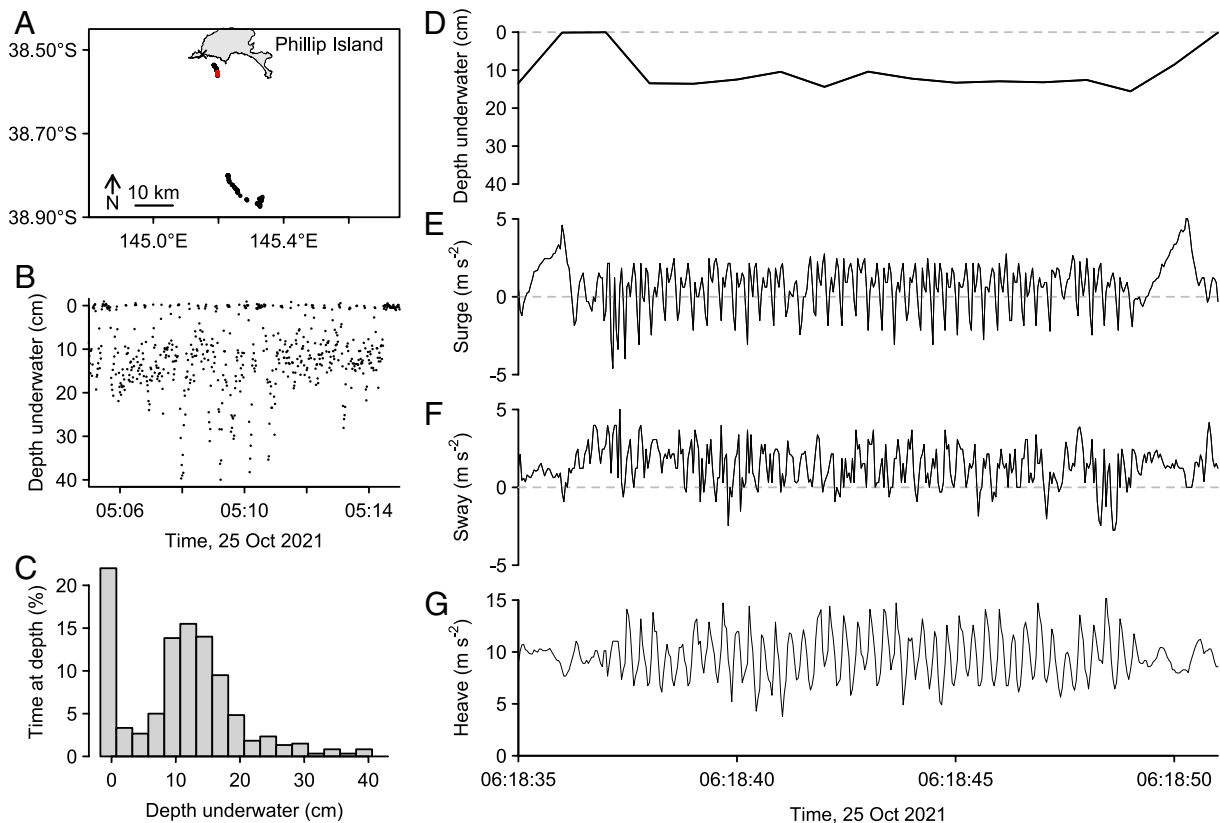 A
38.50°S
38.70°S
38.90°S
Phillip Island
N
10 km
145.0°E
145.4°E
B
Depth underwater (cm)
0
10
20
30
40
05:06
05:10
05:14
Time, 25 Oct 2021
C
Time at depth (%)
20
15
10
5
0
0
10
20
30
40
Depth underwater (cm)
D
Depth underwater (cm)
0
10
20
30
40
E
Surge (m s-2)
5
0
-5
F
Sway (m s-2)
5
0
-5
G
Heave (m s-2)
15
10
5
0
06:18:35
06:18:40
06:18:45
06:18:50
Time, 25 Oct 2021